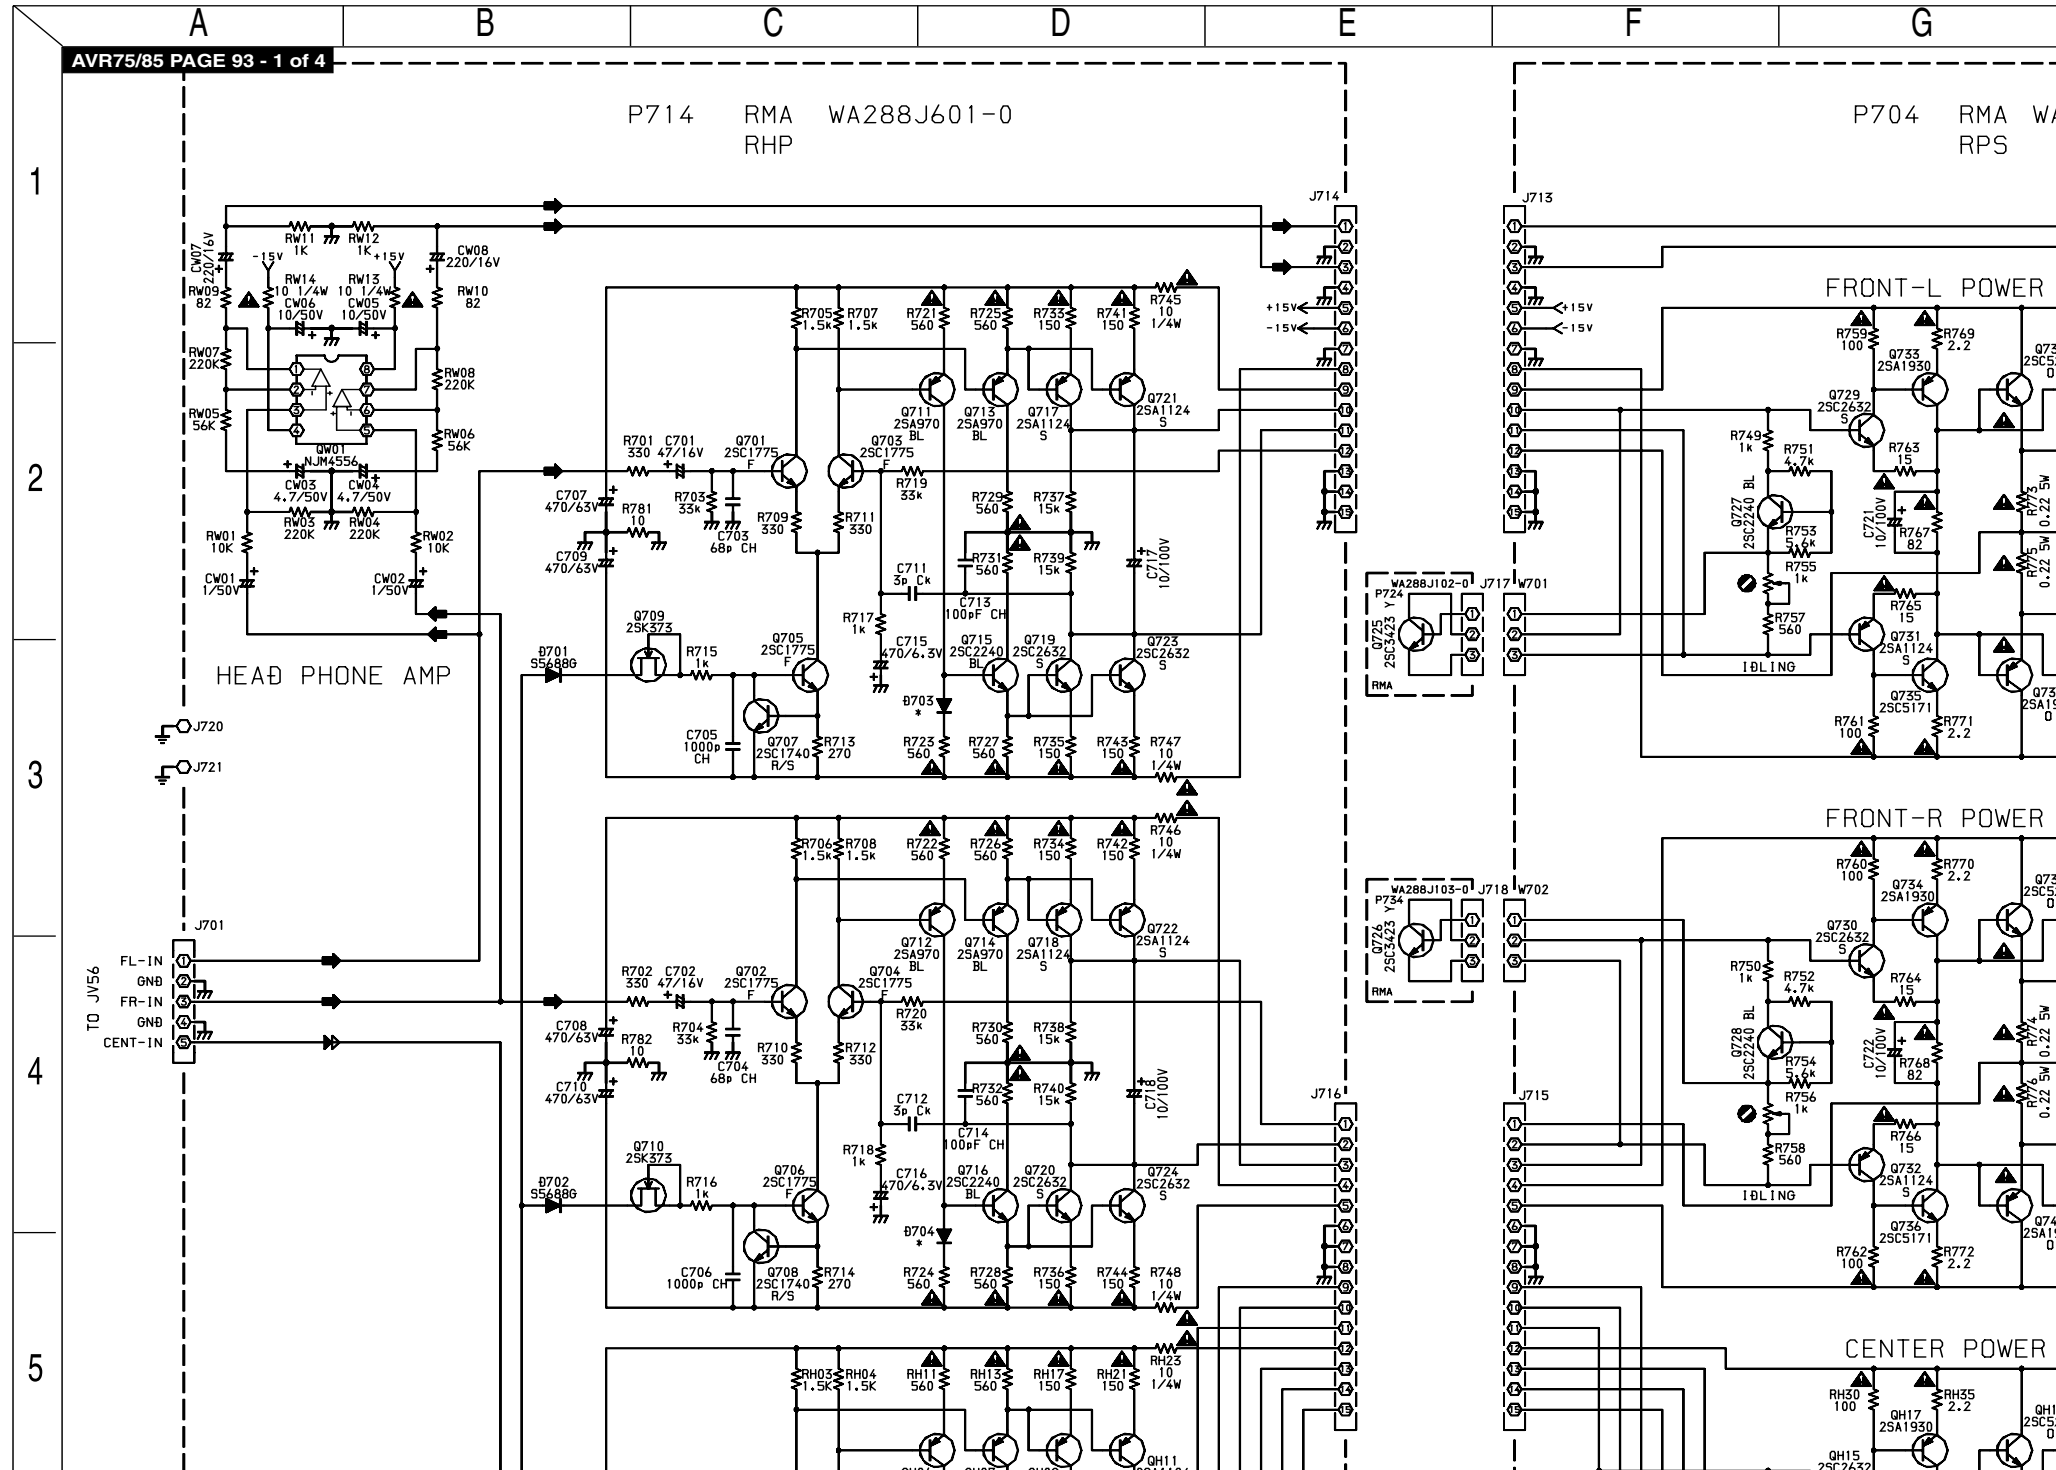 A B C D E F G
AVR75/85 PAGE 93 - 1 of 4
P714 RMA WA288J601-0
RHP
P704 RMA
RPS
1
J714
J713
CW07
220/16V
RW11
1K
RW12
1K
CW08
220/16V
-15V
+15V
RW09
82
RW14
10 1/4W
RW13
10 1/4W
RW10
82
CW06
10/50V
CW05
10/50V
RW07
220K
RW08
220K
RW05
56K
RW06
56K
QW01
NJM4556
CW03
4.7/50V
CW04
4.7/50V
RW03
220K
RW04
220K
RW01
10K
RW02
10K
CW01
1/50V
CW02
1/50V
HEAD PHONE AMP
J720
J721
R705
1.5k
R707
1.5k
R721
560
R725
560
R733
150
R741
150
R745
10
1/4W
+15V
-15V
+15V
-15V
FRONT-L POWER
R759
100
R769
2.2
2
Q711
2SA970
BL
Q713
2SA970
BL
Q717
2SA1124
S
Q721
2SA1124
S
Q733
2SA1930
Q729
2SC2632
S
R701
330
C701
47/16V
Q701
2SC1775
F
Q703
2SC1775
F
R719
33k
R703
33k
C703
68p CH
C707
470/63V
R781
10
C709
470/63V
R709
330
R711
330
R729
560
R737
15k
R731
560
R739
15k
C711
3p Ck
C713
100pF CH
C717
10/100V
R749
1k
R751
4.7k
R763
15
Q727
2SC2240 BL
C721
10/100V
R767
82
R773
0.22 5W
R753
5.6k
R755
1k
R775
0.22 5W
R757
560
R765
15
IDLING
Q731
2SA1124
S
Q735
2SC5171
R761
100
R771
2.2
WA288J102-0
P724
J717
W701
Q725
2SC3423 Y
RMA
Q709
2SK373
D701
S5688G
R715
1k
Q705
2SC1775
F
R717
1k
C715
470/6.3V
Q715
2SC2240
BL
Q719
2SC2632
S
Q723
2SC2632
S
D703
*
C705
1000p
CH
Q707
2SC1740
R/S
R713
270
R723
560
R727
560
R735
150
R743
150
R747
10
1/4W
3
R706
1.5k
R708
1.5k
R722
560
R726
560
R734
150
R742
150
R746
10
1/4W
FRONT-R POWER
R760
100
R770
2.2
WA288J103-0
P734
J718
W702
Q726
2SC3423 Y
RMA
Q712
2SA970
BL
Q714
2SA970
BL
Q718
2SA1124
S
Q722
2SA1124
S
Q734
2SA1930
Q730
2SC2632
S
J701
TO JV56
FL-IN
GND
FR-IN
GND
CENT-IN
R702
330
C702
47/16V
Q702
2SC1775
F
Q704
2SC1775
F
R720
33k
C708
470/63V
R704
33k
C704
68p CH
R782
10
C710
470/63V
R710
330
R712
330
R730
560
R738
15k
R732
560
R740
15k
C712
3p Ck
C714
100pF CH
C718
10/100V
J716
J715
R750
1k
R752
4.7k
R764
15
Q728
2SC2240 BL
C722
10/100V
R768
82
R774
0.22 5W
R754
5.6k
R756
1k
R776
0.22 5W
R758
560
R766
15
IDLING
Q732
2SA1124
S
Q736
2SC5171
R762
100
R772
2.2
4
Q710
2SK373
D702
S5688G
R716
1k
Q706
2SC1775
F
R718
1k
C716
470/6.3V
Q716
2SC2240
BL
Q720
2SC2632
S
Q724
2SC2632
S
D704
*
C706
1000p CH
Q708
2SC1740
R/S
R714
270
R724
560
R728
560
R736
150
R744
150
R748
10
1/4W
5
RH03
1.5K
RH04
1.5K
RH11
560
RH13
560
RH17
150
RH21
150
RH23
10
1/4W
CENTER POWER
RH30
100
RH35
2.2
QH17
2SA1930
QH15
2SC2632
QH11